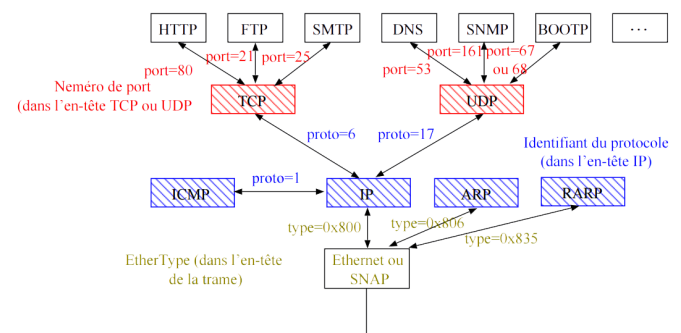 HTTP FTP SMTP DNS SNMP BOOTP ...
port=80 port=21 port=25 port=53 port=161 port=67
ou 68
Neméro de port
(dans l'en-tête TCP ou UDP
TCP UDP
proto=6 proto=17
Identifiant du protocole
(dans l'en-tête IP)
proto=1
ICMP IP ARP RARP
type=0x800 type=0x806
type=0x835
EtherType (dans l'en-tête
de la trame)
Ethernet ou
SNAP